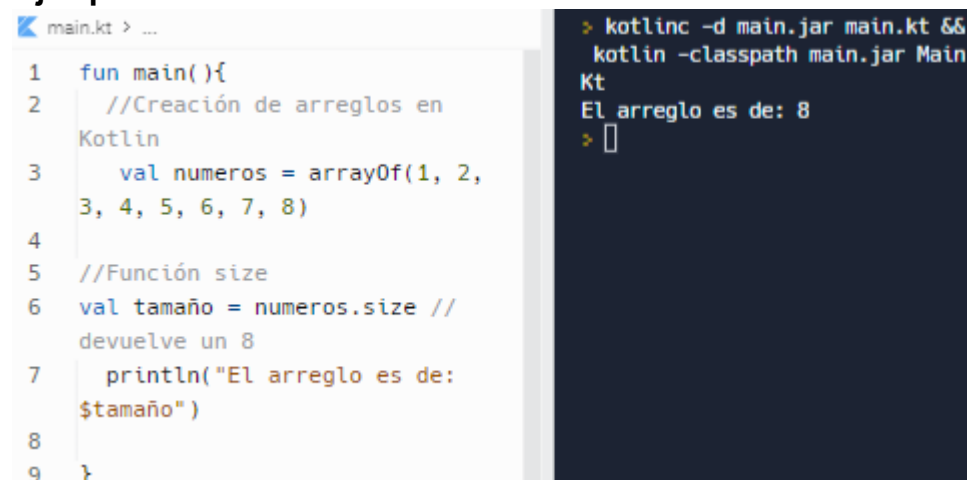 main.kt > ...
1 fun main(){
2 //Creación de arreglos en
Kotlin
3 val numeros = arrayOf(1, 2,
3, 4, 5, 6, 7, 8)
4
5 //Función size
6 val tamaño = numeros.size //
devuelve un 8
7 println("El arreglo es de:
$tamaño")
8
9 }
> kotlinc -d main.jar main.kt &&
kotlin -classpath main.jar Main
Kt
El arreglo es de: 8
>